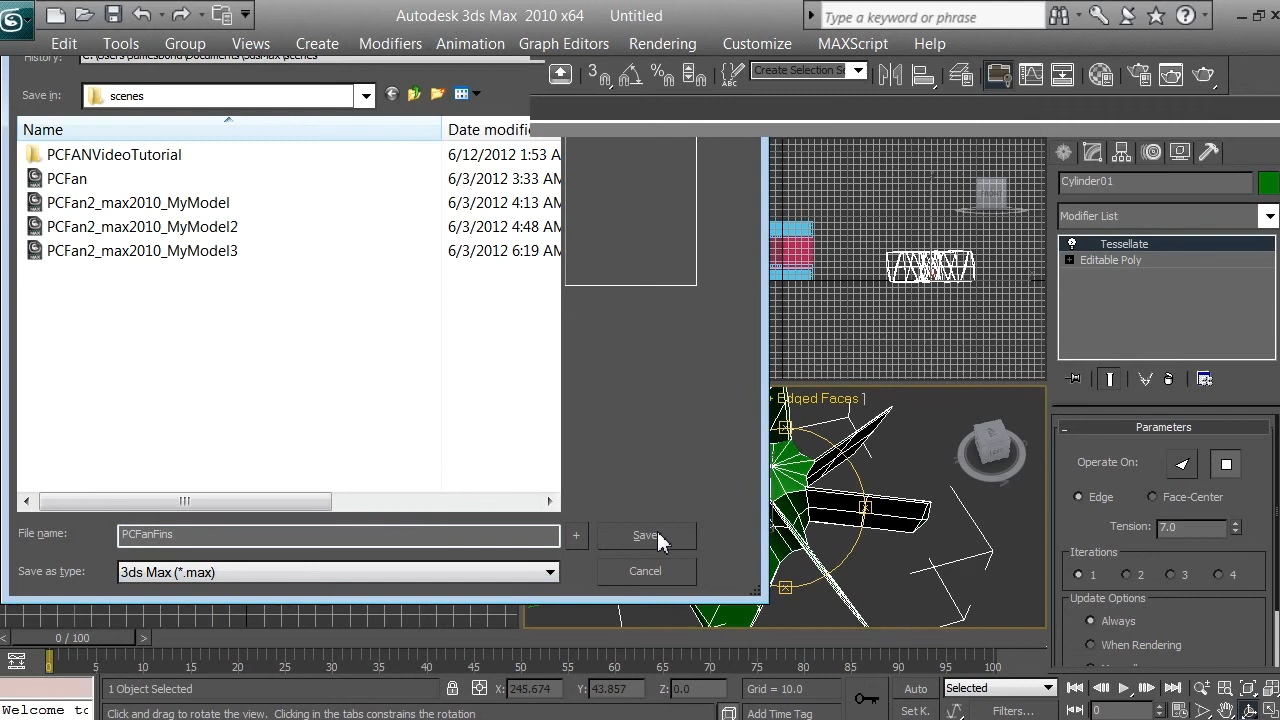 Autodesk 3ds Max 2010 x64 Untitled
Type a keyword or phrase
Edit Tools Group Views Create Modifiers Animation Graph Editors Rendering Customize MAXScript Help
History:
Create Selection Se
Save in: scenes
Name Date modifi
PCFANVideoTutorial 6/12/2012 1:53 A
PCFan 6/3/2012 3:33 AM
PCFan2_max2010_MyModel 6/3/2012 4:13 AM
PCFan2_max2010_MyModel2 6/3/2012 4:48 AM
PCFan2_max2010_MyModel3 6/3/2012 6:19 AM
File name: PCFanFins + Save
Save as type: 3ds Max (*.max) Cancel
Cylinder01
Modifier List
Tessellate
Editable Poly
Edged Faces ]
Parameters
Operate On:
Edge Face-Center
Tension: 7.0
Iterations
1 2 3 4
Update Options
Always
When Rendering
0 / 100
0 5 10 15 20 25 30 35 40 45 50 55 60 65 70 75 80 85 90 95 100
1 Object Selected X: 245.674 Y: 43.857 Z: 0.0 Grid = 10.0 Auto Selected
Welcome to Click and drag to rotate the view. Clicking in the tabs constrains the rotation Add Time Tag Set K. Filters... 0